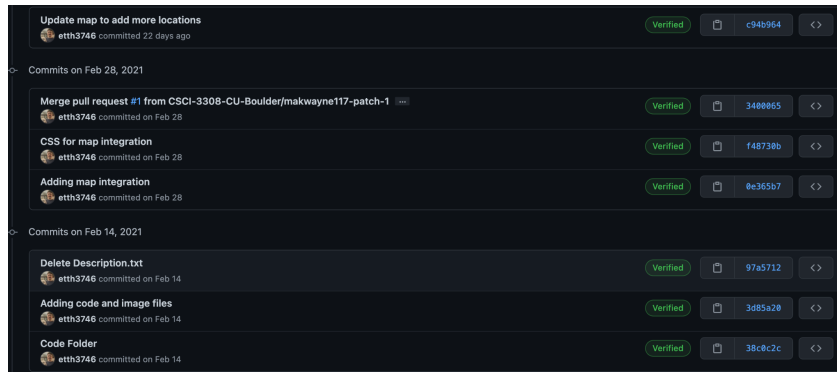 Update map to add more locations
etth3746 committed 22 days ago
Verified
c94b964
Commits on Feb 28, 2021
Merge pull request #1 from CSCI-3308-CU-Boulder/makwayne117-patch-1 ...
etth3746 committed on Feb 28
Verified
3400065
CSS for map integration
etth3746 committed on Feb 28
Verified
f48730b
Adding map integration
etth3746 committed on Feb 28
Verified
0e365b7
Commits on Feb 14, 2021
Delete Description.txt
etth3746 committed on Feb 14
Verified
97a5712
Adding code and image files
etth3746 committed on Feb 14
Verified
3d85a20
Code Folder
etth3746 committed on Feb 14
Verified
38c0c2c